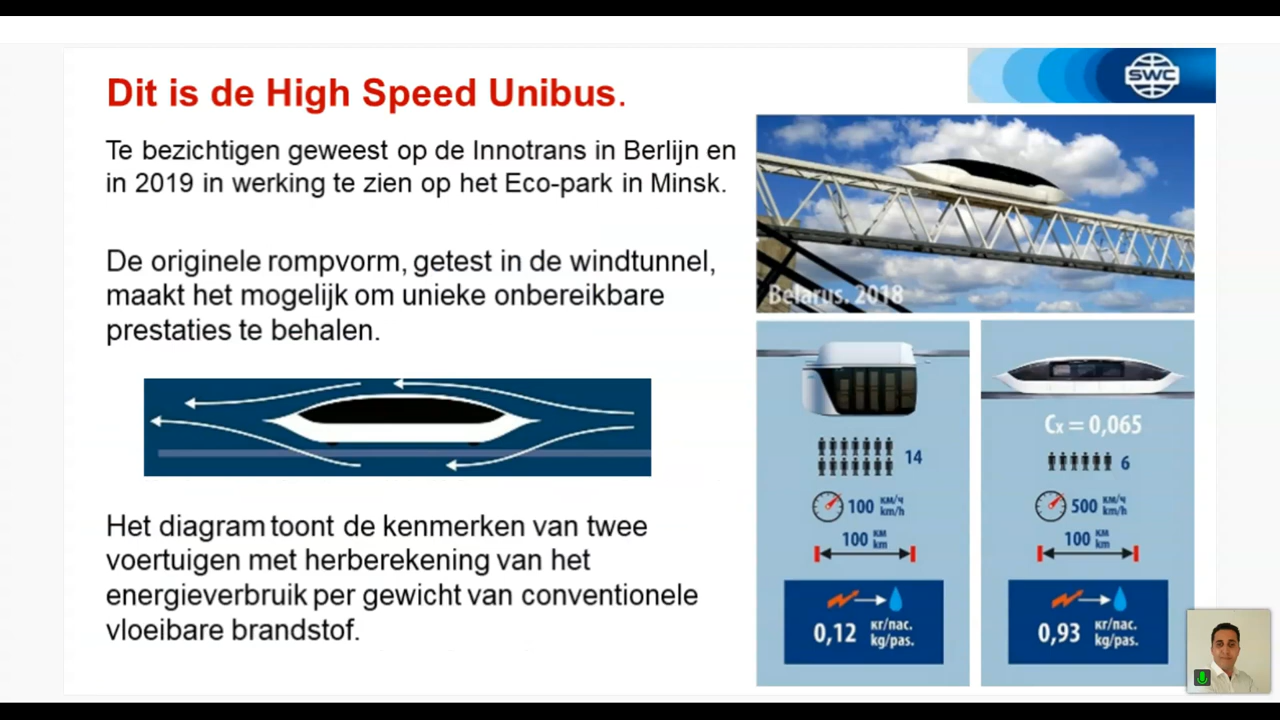 Dit is de High Speed Unibus.
SWC
Te bezichtigen geweest op de Innotrans in Berlijn en
in 2019 in werking te zien op het Eco-park in Minsk.
De originele rompvorm, getest in de windtunnel,
maakt het mogelijk om unieke onbereikbare
prestaties te behalen.
Het diagram toont de kenmerken van twee
voertuigen met herberekening van het
energieverbruik per gewicht van conventionele
vloeibare brandstof.
Belarus. 2018
14
100 км/ч
km/h
100 км
km
0,12 кг/пас.
kg/pas.
Cx = 0,065
6
500 км/ч
km/h
100 км
km
0,93 кг/пас.
kg/pas.